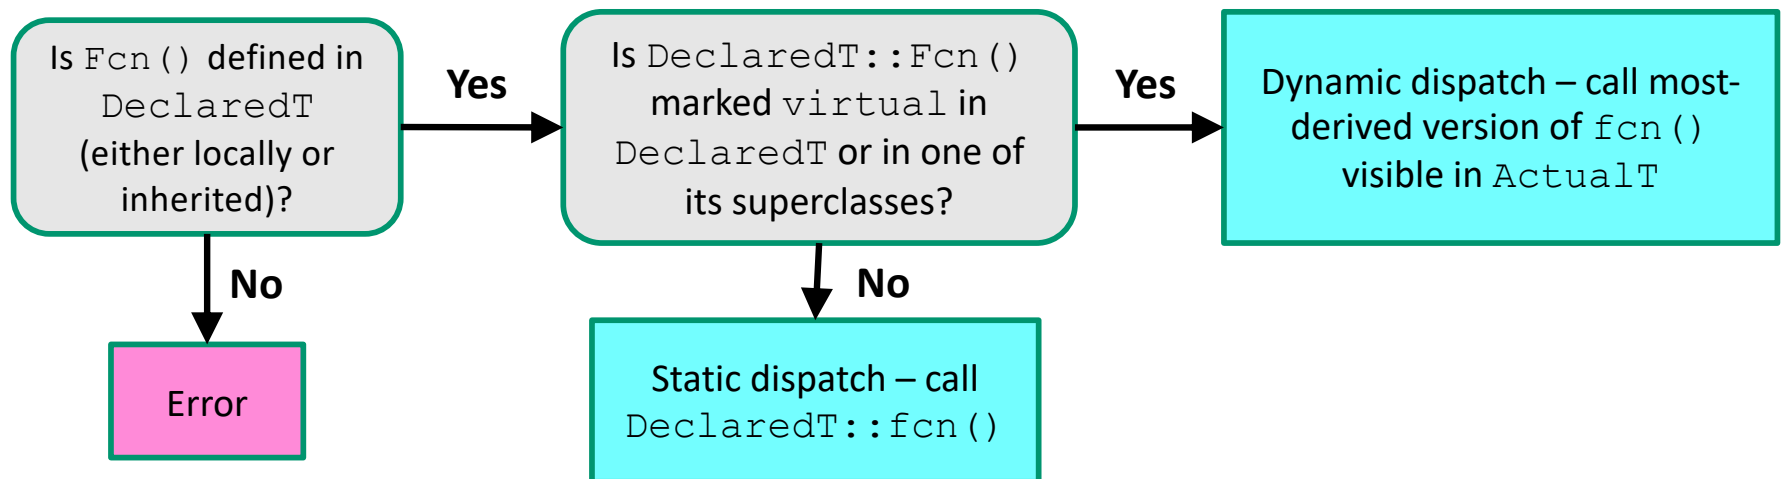 Is Fcn() defined in
DeclaredT
(either locally or
inherited)?
Yes
Is DeclaredT::Fcn()
marked virtual in
DeclaredT or in one of
its superclasses?
Yes
Dynamic dispatch – call most-
derived version of fcn()
visible in ActualT
No
No
Error
Static dispatch – call
DeclaredT::fcn()